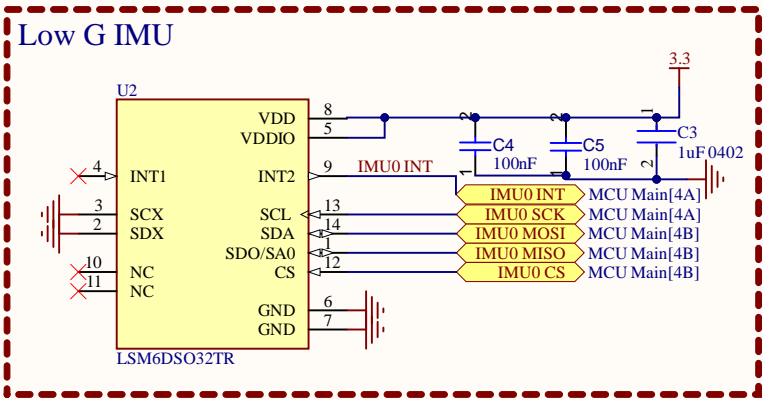 Low G IMU
3.3
U2
VDD 8
VDDIO 5
2 C4 100nF 1
2 C5 100nF 1
1 C3 1uF 0402 2
4 INT1
INT2 9 IMU0 INT
IMU0 INT MCU Main[4A]
3 SCX
SCL 13 IMU0 SCK MCU Main[4A]
2 SDX
SDA 14 IMU0 MOSI MCU Main[4B]
SDO/SA0 1 IMU0 MISO MCU Main[4B]
10 NC
CS 12 IMU0 CS MCU Main[4B]
11 NC
GND 6
GND 7
LSM6DSO32TR